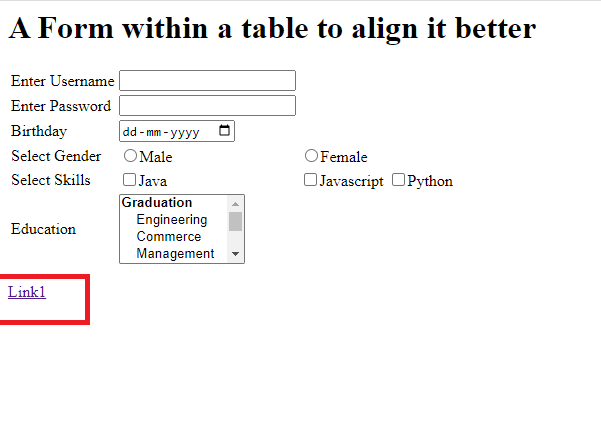 A Form within a table to align it better
Enter Username
Enter Password
Birthday dd-mm-yyyy
Select Gender Male Female
Select Skills Java Javascript Python
Graduation
Engineering
Education Commerce
Management
Link1